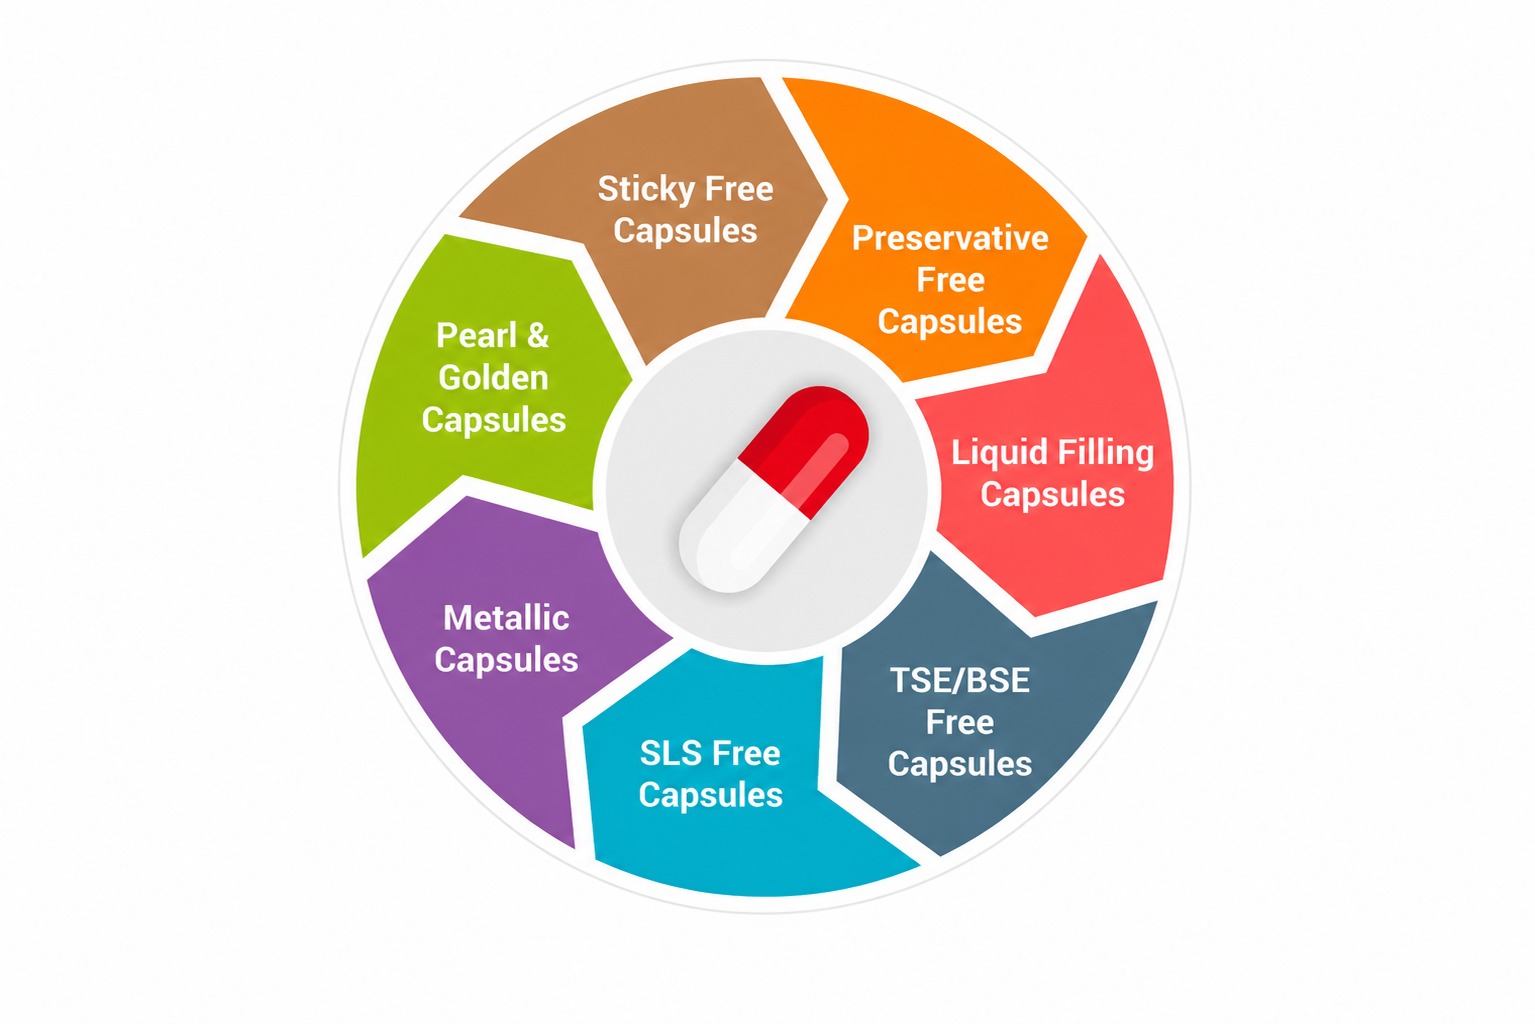 Sticky Free
Capsules
Preservative
Free
Capsules
Liquid Filling
Capsules
TSE/BSE
Free
Capsules
SLS Free
Capsules
Metallic
Capsules
Pearl &
Golden
Capsules